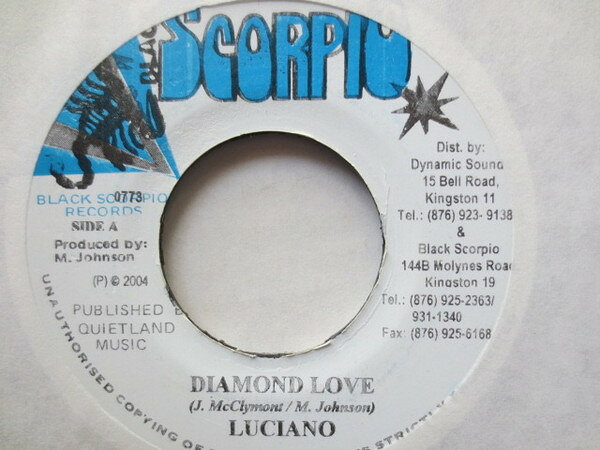 BLACK
SCORPIO
BLACK SCORPIO
RECORDS
0773
SIDE A
Produced by:
M. Johnson
(P) © 2004
PUBLISHED B
QUIETLAND
MUSIC
Dist. by:
Dynamic Sound
15 Bell Road,
Kingston 11
Tel.: (876) 923- 9138
&
Black Scorpio
144B Molynes Road
Kingston 19
Tel.: (876) 925-2363/
931-1340
Fax: (876) 925-6168
DIAMOND LOVE
(J. McClymont / M. Johnson)
LUCIANO
UNAUTHORISED COPYING OF
STRICTLY